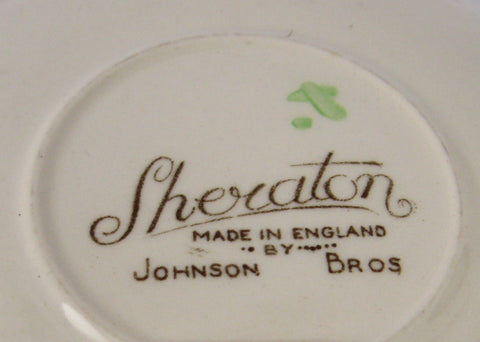 Sheraton
MADE IN ENGLAND
BY
JOHNSON BROS